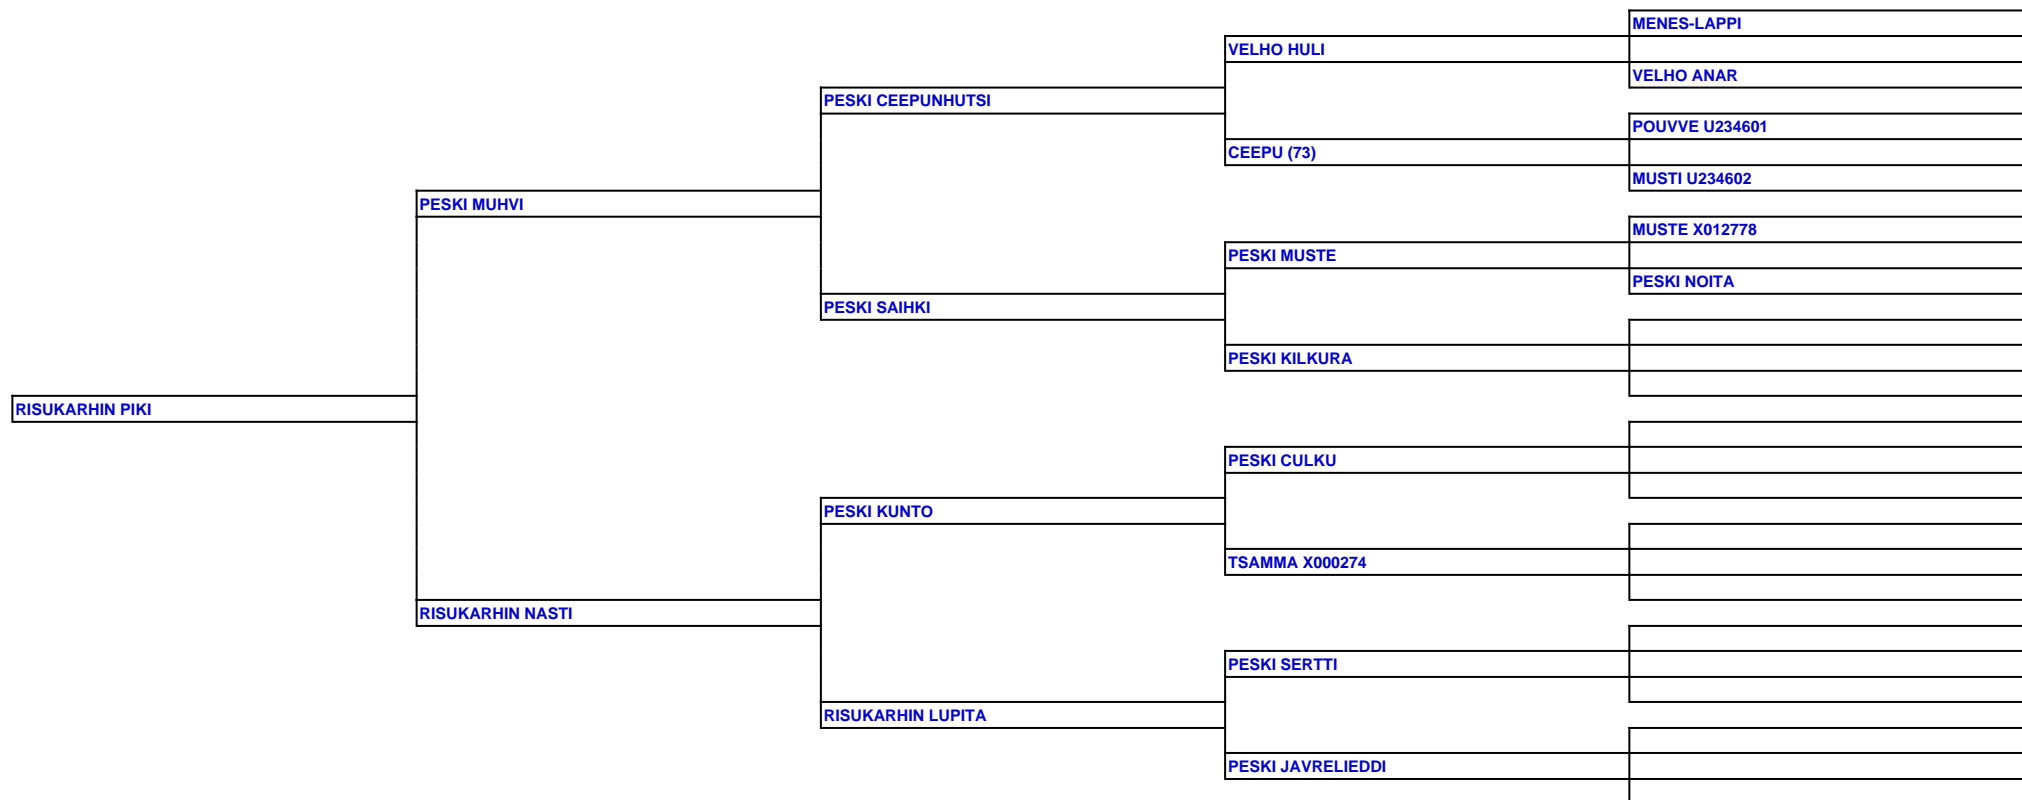 MENES-LAPPI
VELHO HULI
VELHO ANAR
PESKI CEEPUNHUTSI
POUVVE U234601
CEEPU (73)
MUSTI U234602
PESKI MUHVI
MUSTE X012778
PESKI MUSTE
PESKI NOITA
PESKI SAIHKI
PESKI KILKURA
RISUKARHIN PIKI
PESKI CULKU
PESKI KUNTO
TSAMMA X000274
RISUKARHIN NASTI
PESKI SERTTI
RISUKARHIN LUPITA
PESKI JAVRELIEDDI